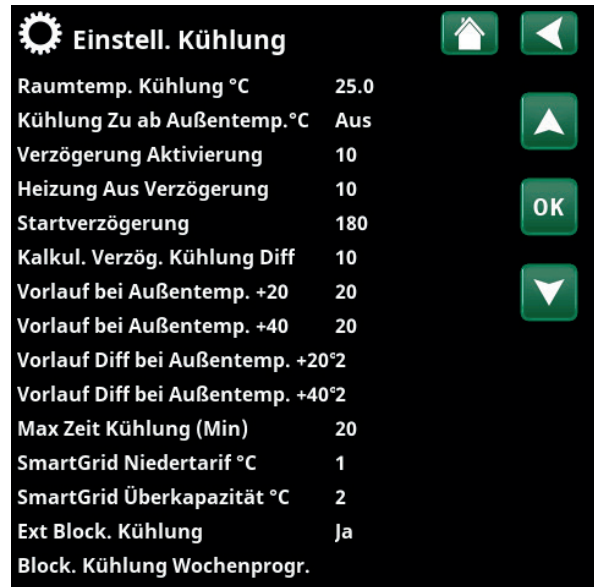 Einstell. Kühlung
Raumtemp. Kühlung °C 25.0
Kühlung Zu ab Außentemp.°C Aus
Verzögerung Aktivierung 10
Heizung Aus Verzögerung 10
Startverzögerung 180
Kalkul. Verzög. Kühlung Diff 10
Vorlauf bei Außentemp. +20 20
Vorlauf bei Außentemp. +40 20
Vorlauf Diff bei Außentemp. +20° 2
Vorlauf Diff bei Außentemp. +40° 2
Max Zeit Kühlung (Min) 20
SmartGrid Niedertarif °C 1
SmartGrid Überkapazität °C 2
Ext Block. Kühlung Ja
Block. Kühlung Wochenprogr.
OK